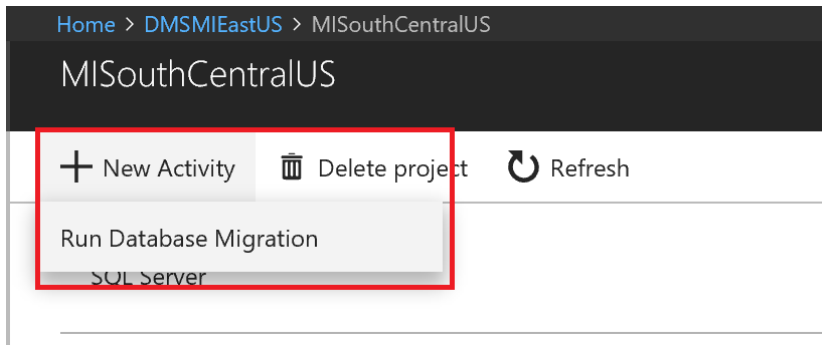 Home > DMSMIEastUS > MISouthCentralUS
MISouthCentralUS
New Activity Delete project Refresh
Run Database Migration
SQL Server